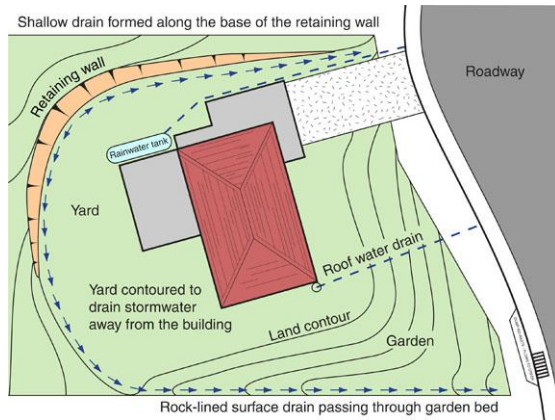 Shallow drain formed along the base of the retaining wall
Roadway
Retaining wall
Rainwater tank
Yard
Roof water drain
Yard contoured to
drain stormwater
away from the building
Land contour
Garden
Rock-lined surface drain passing through garden bed